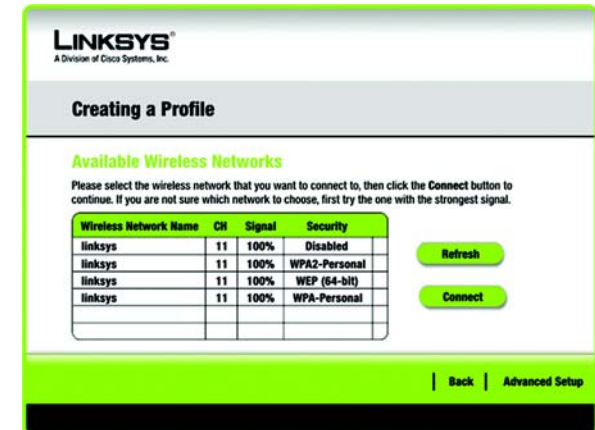 LINKSYS®
A Division of Cisco Systems, Inc.
Creating a Profile
Available Wireless Networks
Please select the wireless network that you want to connect to, then click the Connect button to
continue. If you are not sure which network to choose, first try the one with the strongest signal.
Wireless Network Name CH Signal Security
linksys 11 100% Disabled
linksys 11 100% WPA2-Personal
linksys 11 100% WEP (64-bit)
linksys 11 100% WPA-Personal
Refresh
Connect
Back Advanced Setup